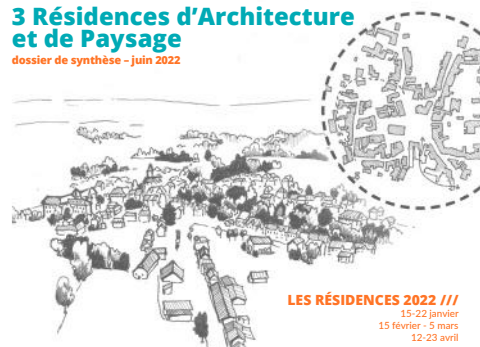 3 Résidences d’Architecture
et de Paysage
dossier de synthèse – juin 2022
LES RÉSIDENCES 2022 ///
15-22 janvier
15 février - 5 mars
12-23 avril